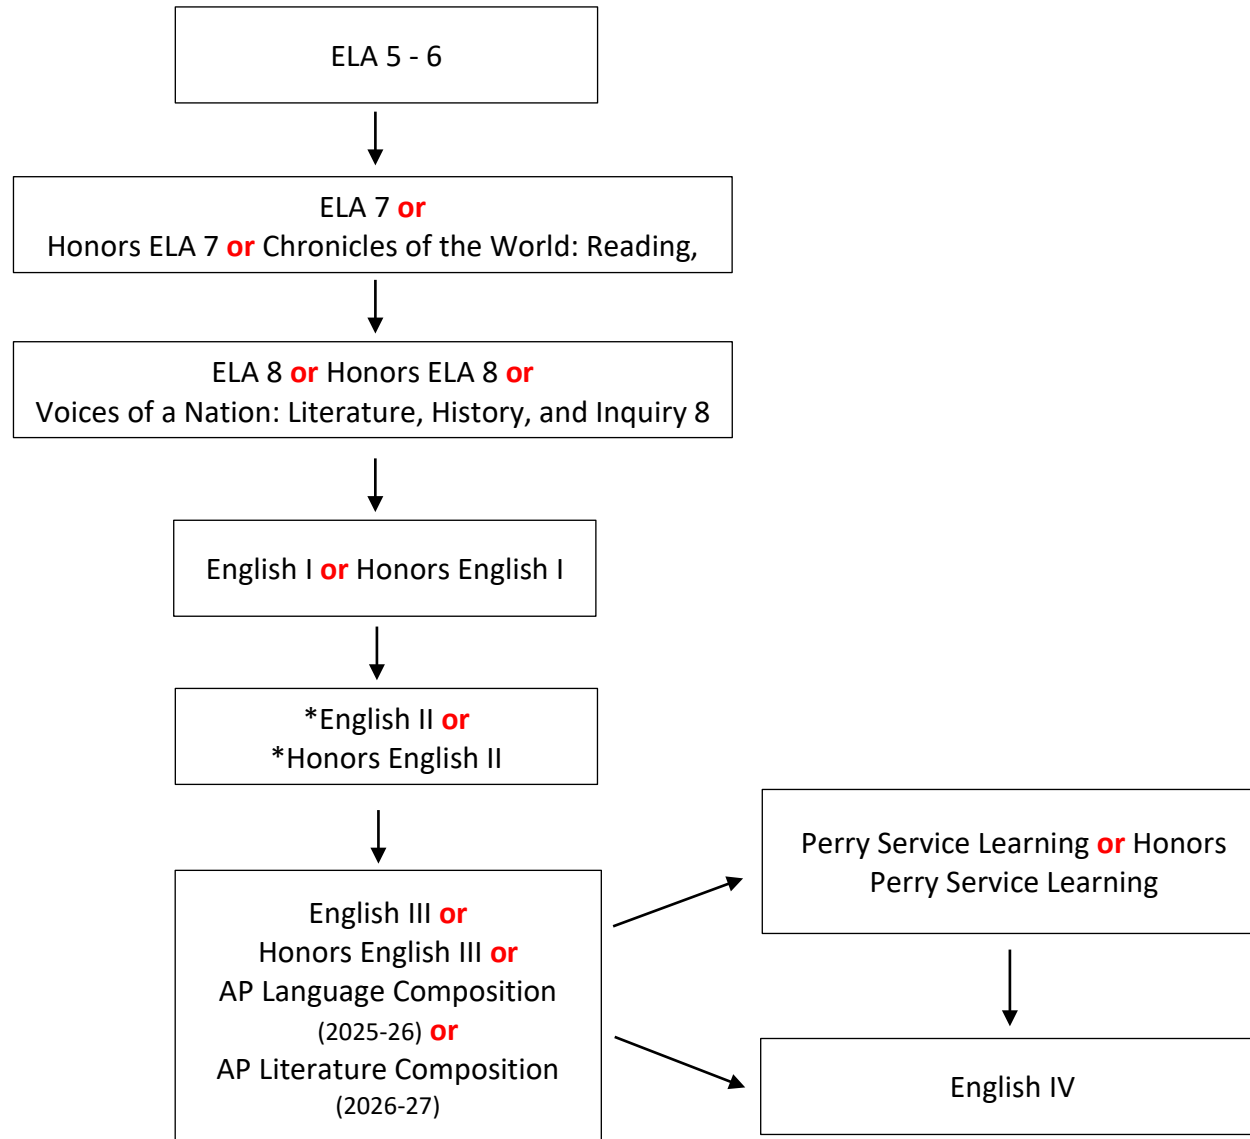 ELA 5 - 6
ELA 7 or
Honors ELA 7 or Chronicles of the World: Reading,
ELA 8 or Honors ELA 8 or
Voices of a Nation: Literature, History, and Inquiry 8
English I or Honors English I
*English II or
*Honors English II
English III or
Honors English III or
AP Language Composition
(2025-26) or
AP Literature Composition
(2026-27)
Perry Service Learning or Honors
Perry Service Learning
English IV